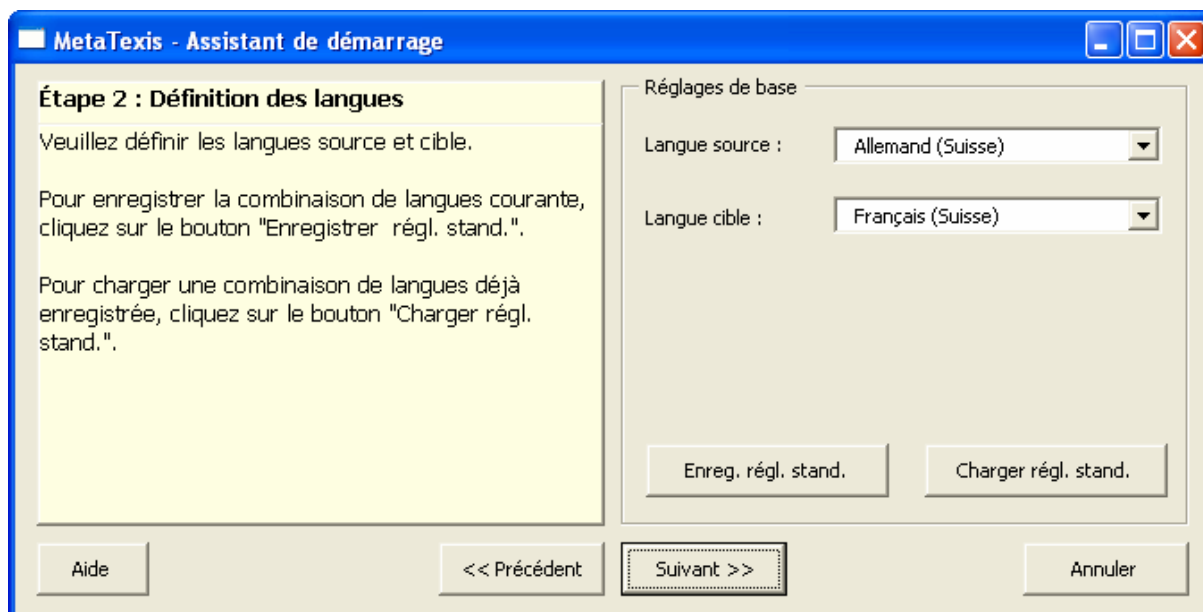 MetaTexis - Assistant de démarrage
Étape 2 : Définition des langues
Veuillez définir les langues source et cible.
Pour enregistrer la combinaison de langues courante,
cliquez sur le bouton "Enregistrer  régl. stand.".
Pour charger une combinaison de langues déjà
enregistrée, cliquez sur le bouton "Charger régl.
stand.".
Réglages de base
Langue source : Allemand (Suisse)
Langue cible : Français (Suisse)
Enreg. régl. stand. Charger régl. stand.
Aide << Précédent Suivant >> Annuler